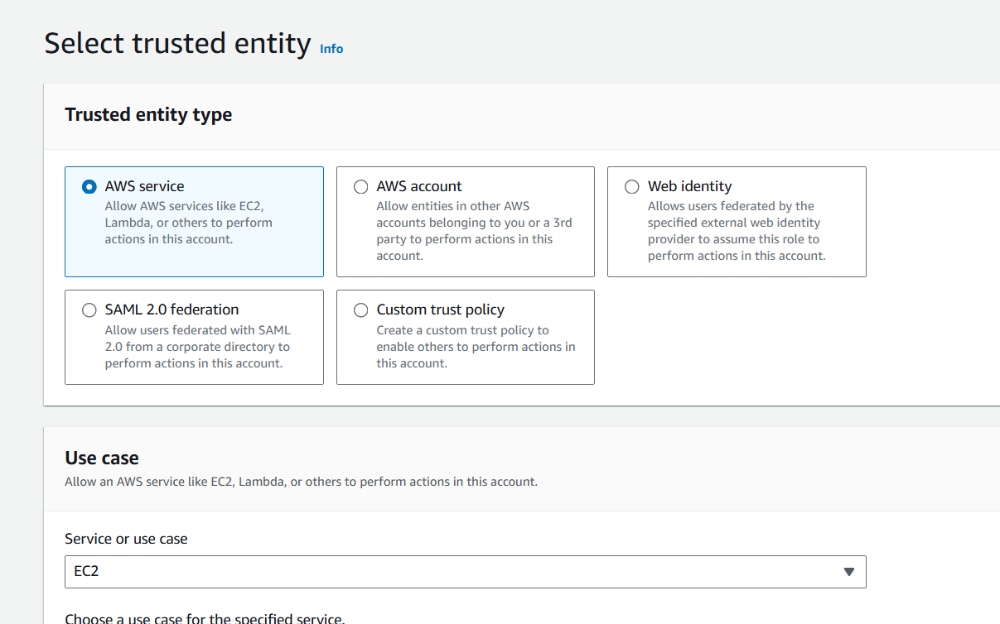 Select trusted entity Info
Trusted entity type
AWS service
Allow AWS services like EC2,
Lambda, or others to perform
actions in this account.
AWS account
Allow entities in other AWS
accounts belonging to you or a 3rd
party to perform actions in this
account.
Web identity
Allows users federated by the
specified external web identity
provider to assume this role to
perform actions in this account.
SAML 2.0 federation
Allow users federated with SAML
2.0 from a corporate directory to
perform actions in this account.
Custom trust policy
Create a custom trust policy to
enable others to perform actions in
this account.
Use case
Allow an AWS service like EC2, Lambda, or others to perform actions in this account.
Service or use case
EC2
Choose a use case for the specified service.